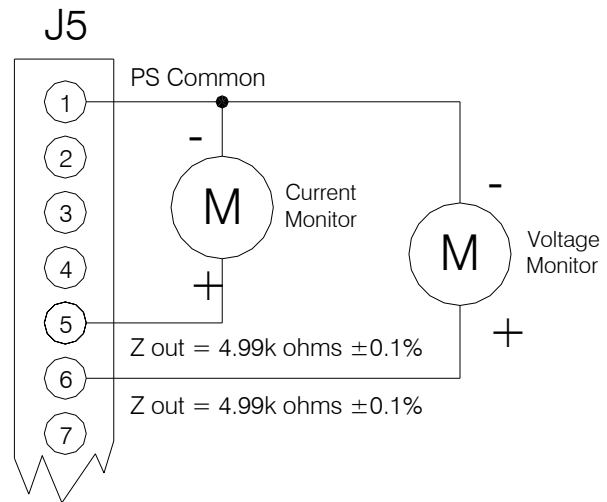 J5
PS Common
1
2
3
4
5
6
7
-
M
Current
Monitor
+
-
M
Voltage
Monitor
+
Z out = 4.99k ohms ±0.1%
Z out = 4.99k ohms ±0.1%